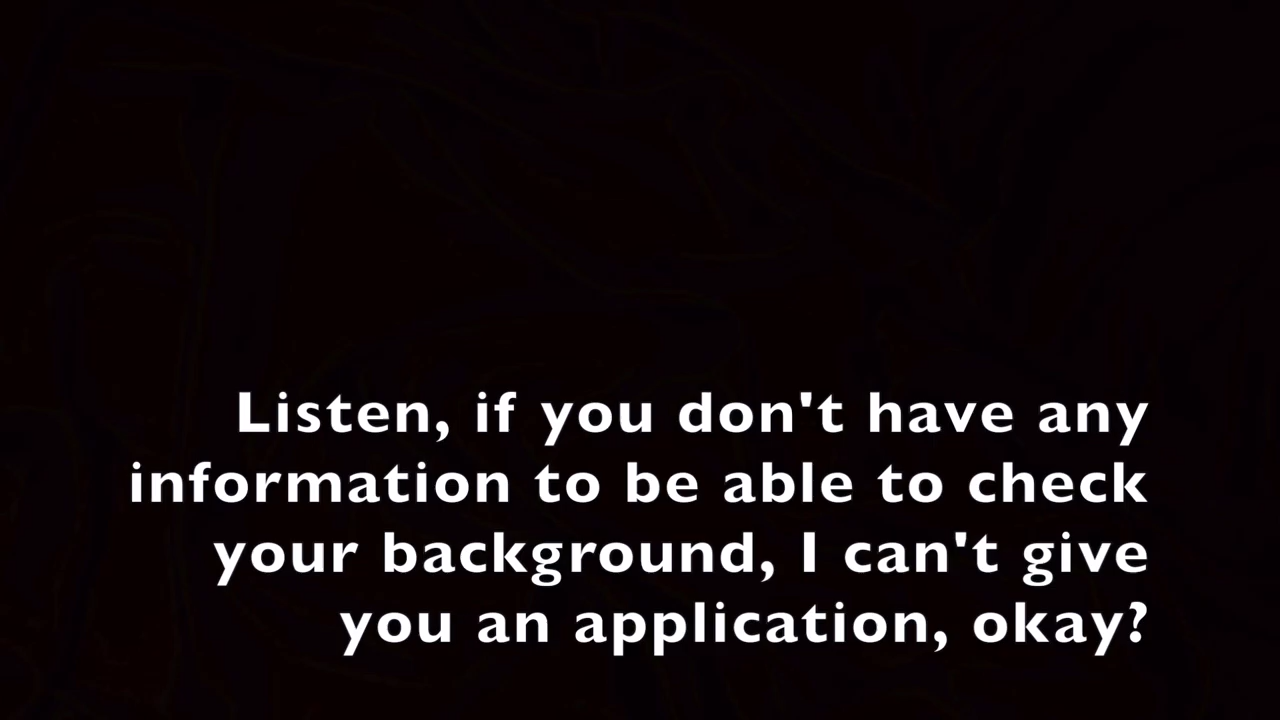 Listen, if you don't have any
information to be able to check
your background, I can't give
you an application, okay?